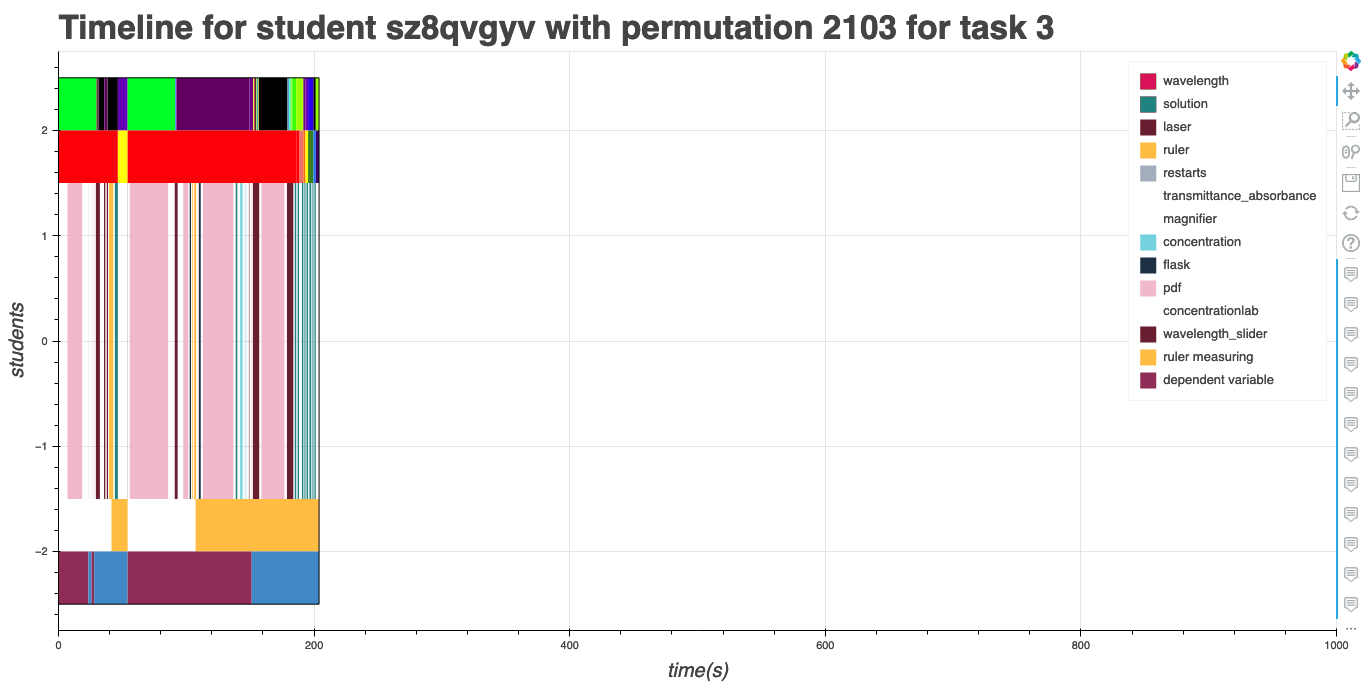 Timeline for student sz8qvgyv with permutation 2103 for task 3
wavelength
solution
laser
ruler
restarts
transmittance_absorbance
magnifier
concentration
flask
pdf
concentrationlab
wavelength_slider
ruler measuring
dependent variable
students
2
1
0
−1
−2
0 200 400 600 800 1000
time(s)